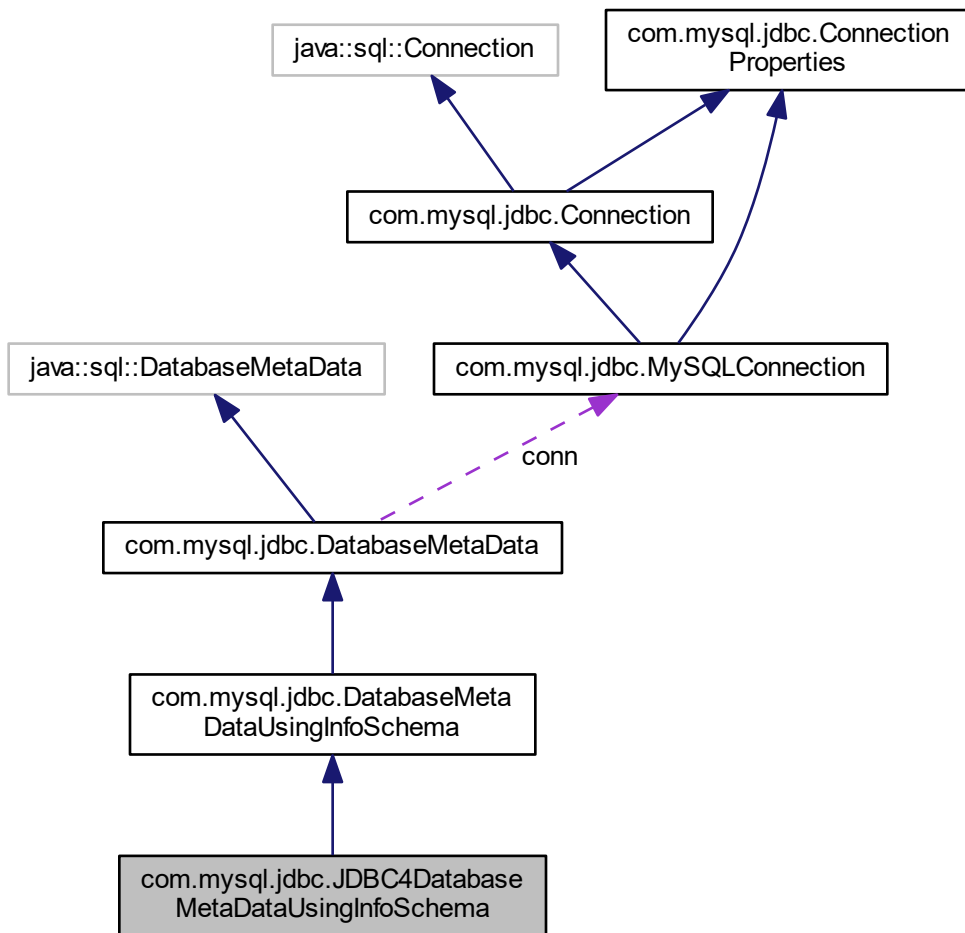 java::sql::Connection
com.mysql.jdbc.Connection
Properties
com.mysql.jdbc.Connection
java::sql::DatabaseMetaData
com.mysql.jdbc.MySQLConnection
conn
com.mysql.jdbc.DatabaseMetaData
com.mysql.jdbc.DatabaseMeta
DataUsingInfoSchema
com.mysql.jdbc.JDBC4Database
MetaDataUsingInfoSchema